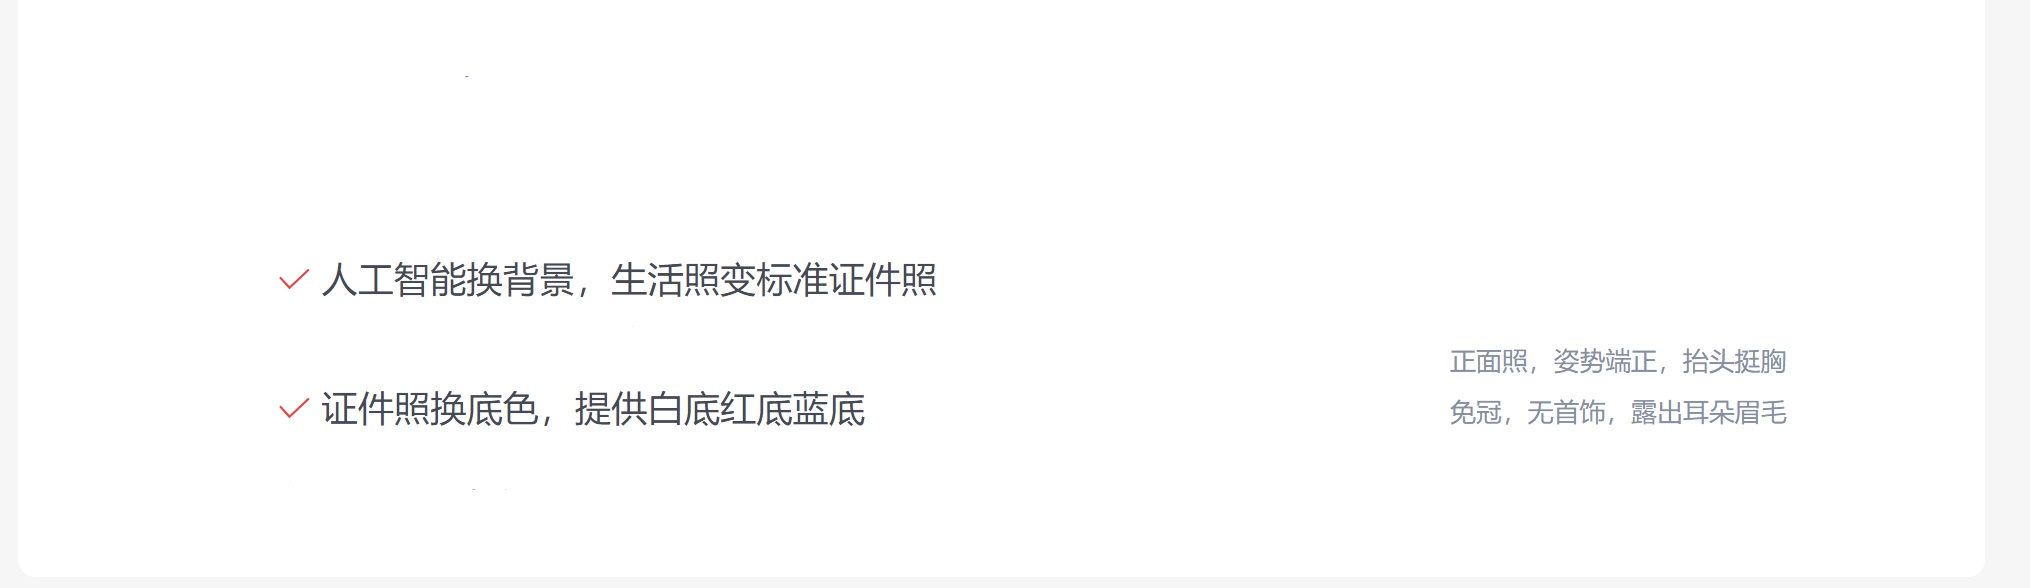 人工智能换背景，生活照变标准证件照
证件照换底色，提供白底红底蓝底
正面照，姿势端正，抬头挺胸
免冠，无首饰，露出耳朵眉毛